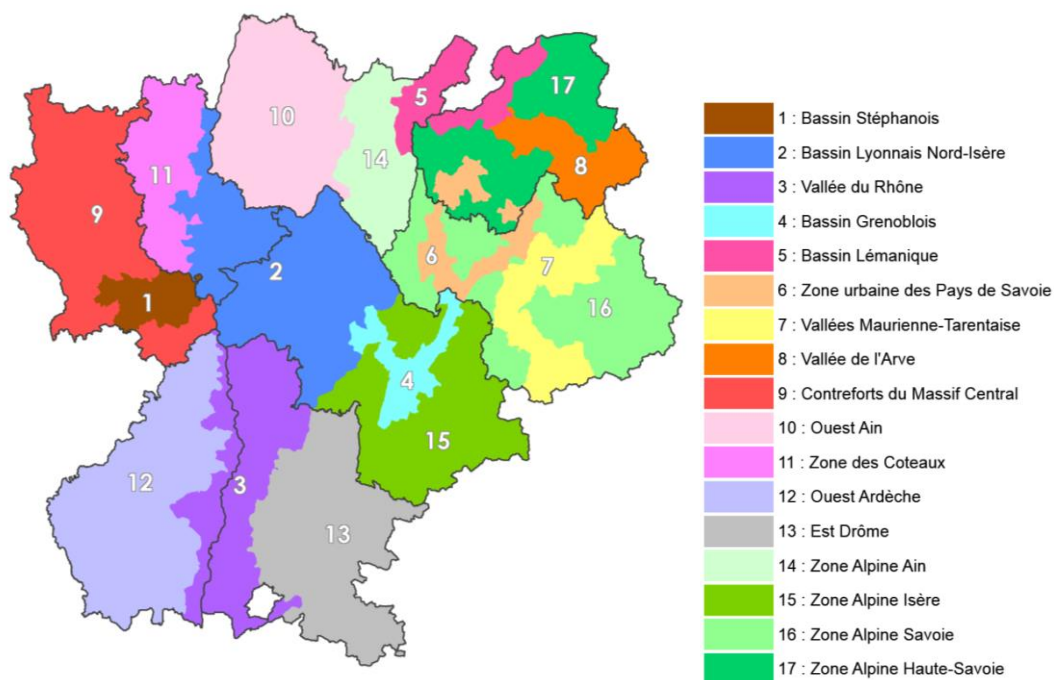 17
5
10
14
8
11
9
6
7
2
16
1
4
15
12
3
13
1 : Bassin Stéphanois
2 : Bassin Lyonnais Nord-Isère
3 : Vallée du Rhône
4 : Bassin Grenoblois
5 : Bassin Lémanique
6 : Zone urbaine des Pays de Savoie
7 : Vallées Maurienne-Tarentaise
8 : Vallée de l'Arve
9 : Contreforts du Massif Central
10 : Ouest Ain
11 : Zone des Coteaux
12 : Ouest Ardèche
13 : Est Drôme
14 : Zone Alpine Ain
15 : Zone Alpine Isère
16 : Zone Alpine Savoie
17 : Zone Alpine Haute-Savoie